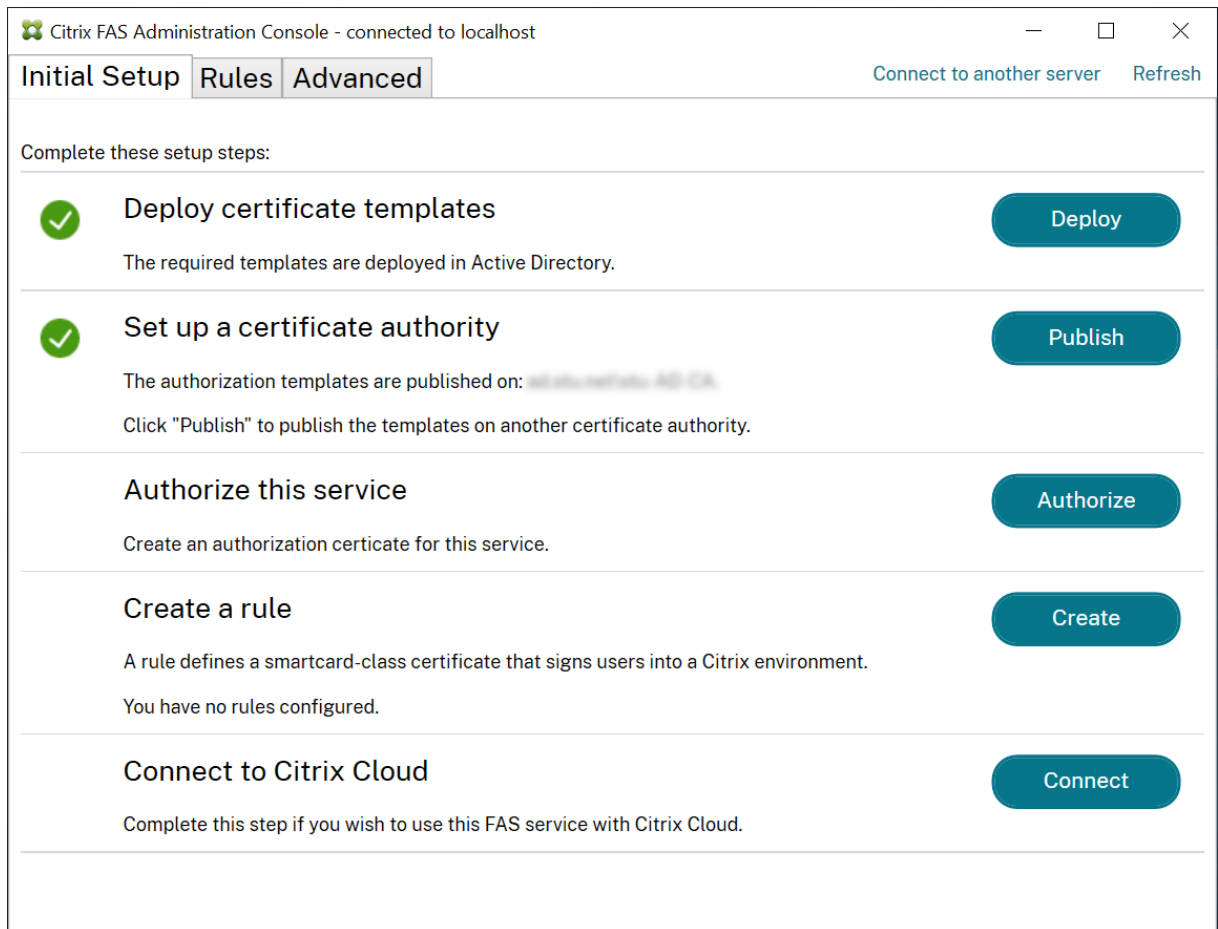 Citrix FAS Administration Console - connected to localhost
Initial Setup Rules Advanced Connect to another server Refresh
Complete these setup steps:
Deploy certificate templates
Deploy
The required templates are deployed in Active Directory.
Set up a certificate authority
Publish
The authorization templates are published on:
Click "Publish" to publish the templates on another certificate authority.
Authorize this service
Authorize
Create an authorization certicate for this service.
Create a rule
Create
A rule defines a smartcard-class certificate that signs users into a Citrix environment.
You have no rules configured.
Connect to Citrix Cloud
Connect
Complete this step if you wish to use this FAS service with Citrix Cloud.